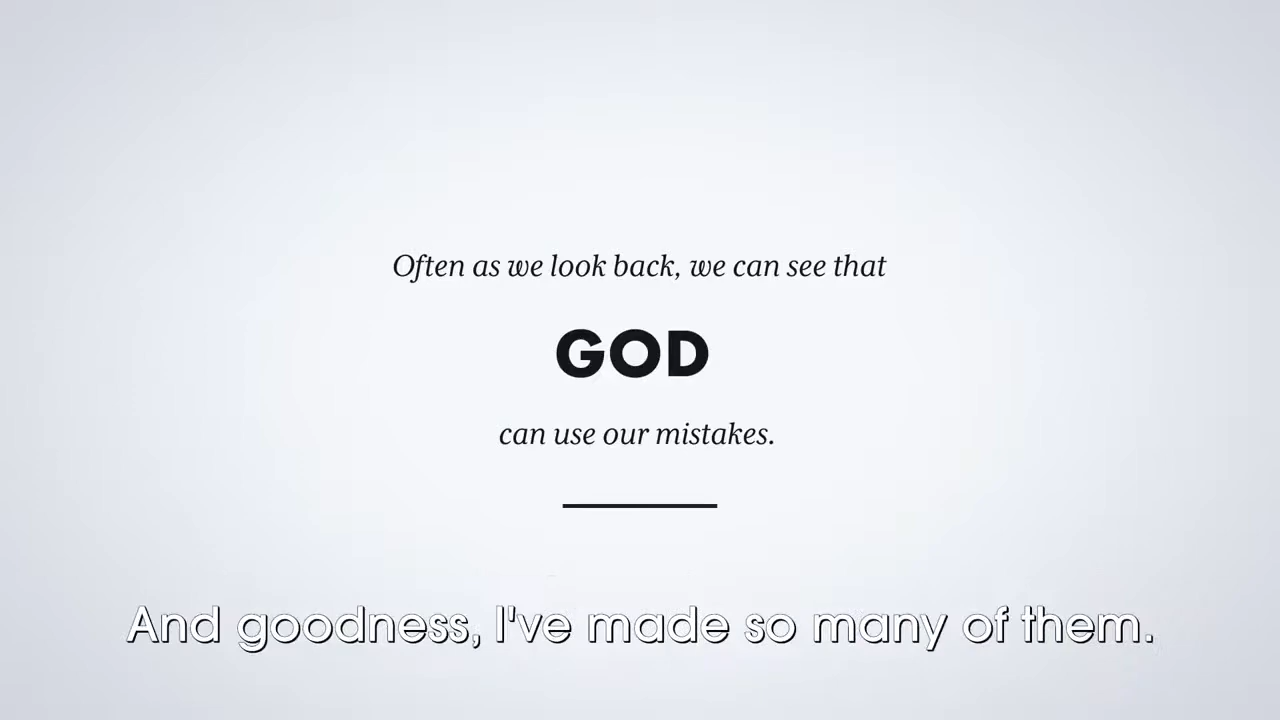 Often as we look back, we can see that
GOD
can use our mistakes.
And goodness, I've made so many of them.